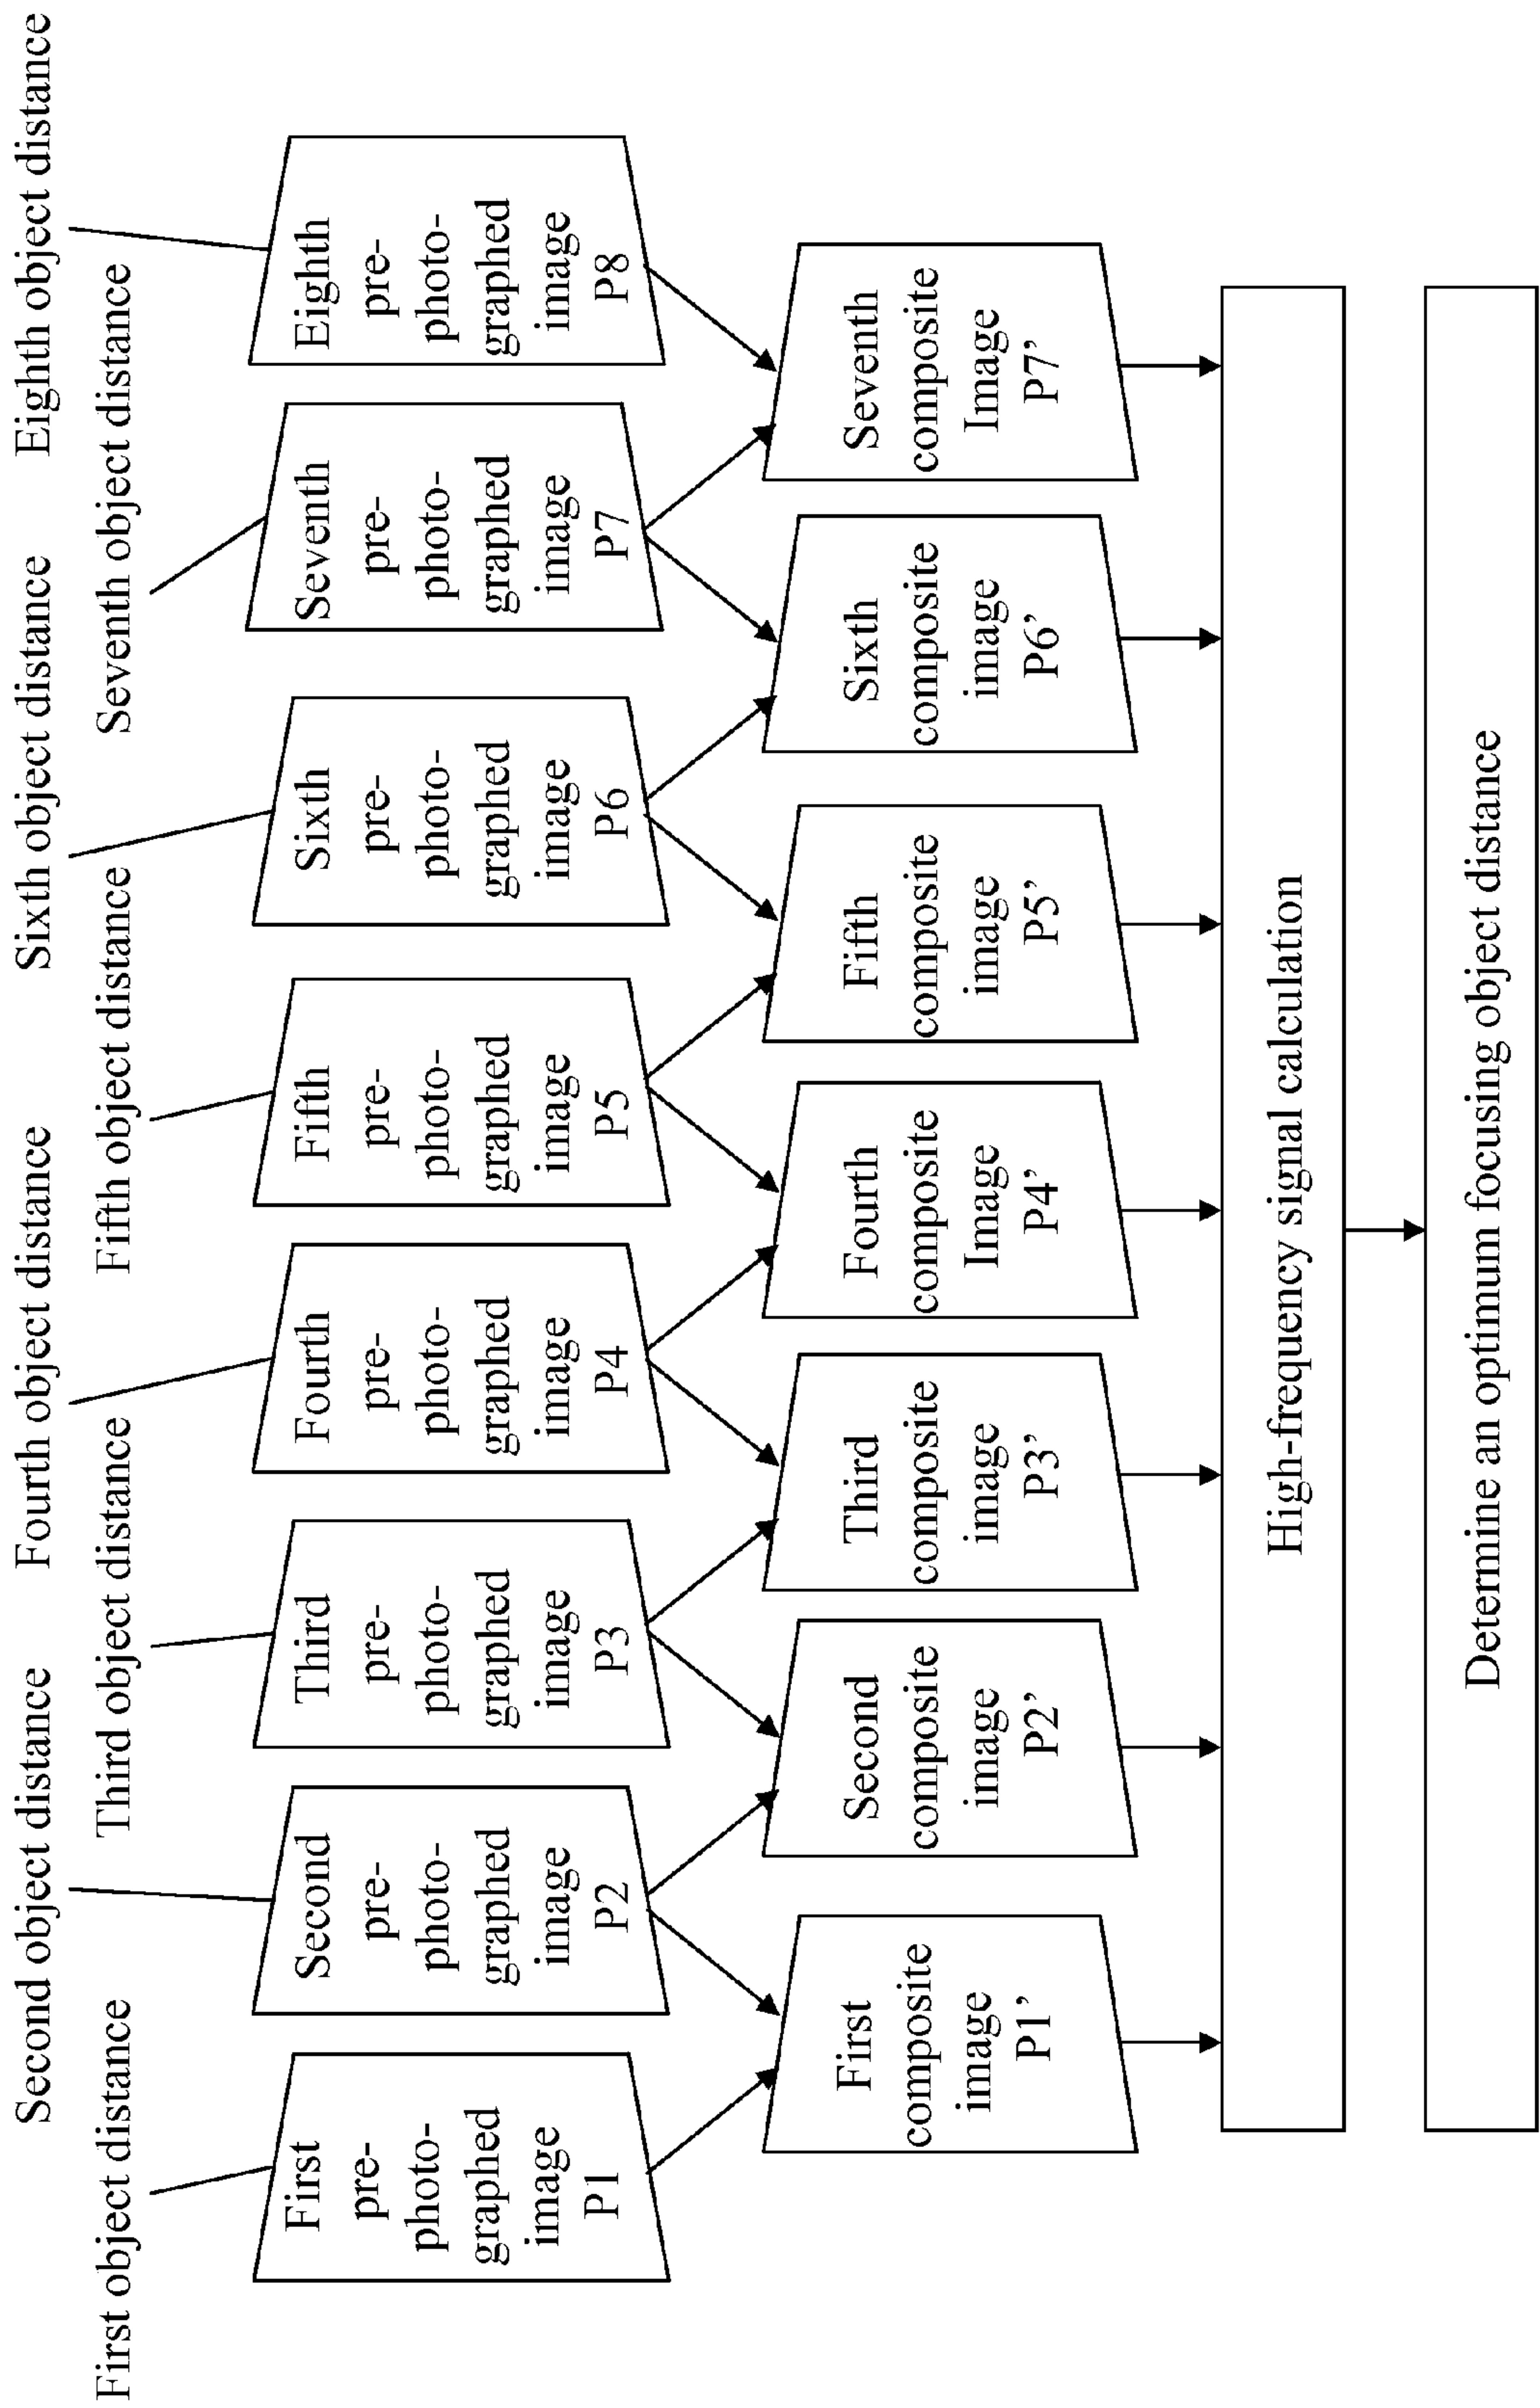 First object distance
Second object distance
Third object distance
Fourth object distance
Fifth object distance
Sixth object distance
Seventh object distance
Eighth object distance
First
pre-
photo-
graphed
image
P1
Second
pre-
photo-
graphed
image
P2
Third
pre-
photo-
graphed
image
P3
Fourth
pre-
photo-
graphed
image
P4
Fifth
pre-
photo-
graphed
image
P5
Sixth
pre-
photo-
graphed
image
P6
Seventh
pre-
photo-
graphed
image
P7
Eighth
pre-
photo-
graphed
image
P8
First
composite
image
P1’
Second
composite
image
P2’
Third
composite
image
P3’
Fourth
composite
Image
P4’
Fifth
composite
image
P5’
Sixth
composite
image
P6’
Seventh
composite
Image
P7’
High-frequency signal calculation
Determine an optimum focusing object distance